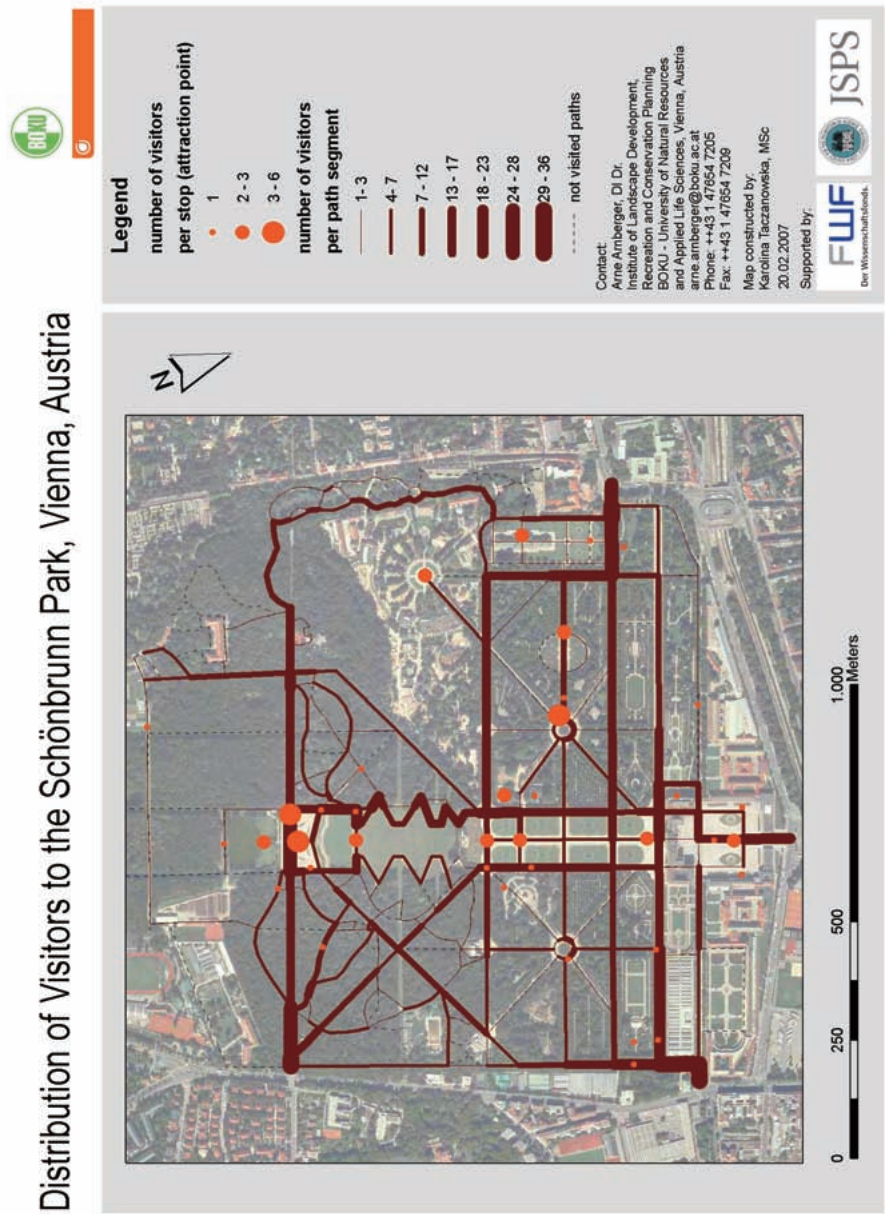 Distribution of Visitors to the Schönbrunn Park, Vienna, Austria
BOKU
N
0
250
500
1.000
Meters
Legend
number of visitors
per stop (attraction point)
1
2 - 3
3 - 6
number of visitors
per path segment
1- 3
4- 7
7 - 12
13 - 17
18 - 23
24 - 28
29 - 36
not visited paths
Contact:
Arne Arnberger, DI Dr.
Institute of Landscape Development,
Recreation and Conservation Planning
BOKU - University of Natural Resources
and Applied Life Sciences, Vienna, Austria
arne.arnberger@boku.ac.at
Phone: ++43 1 47654 7205
Fax: ++43 1 47654 7209
Map constructed by:
Karolina Taczanowska, MSc
20.02.2007
Supported by:
FWF
Der Wissenschaftsfonds.
JSPS